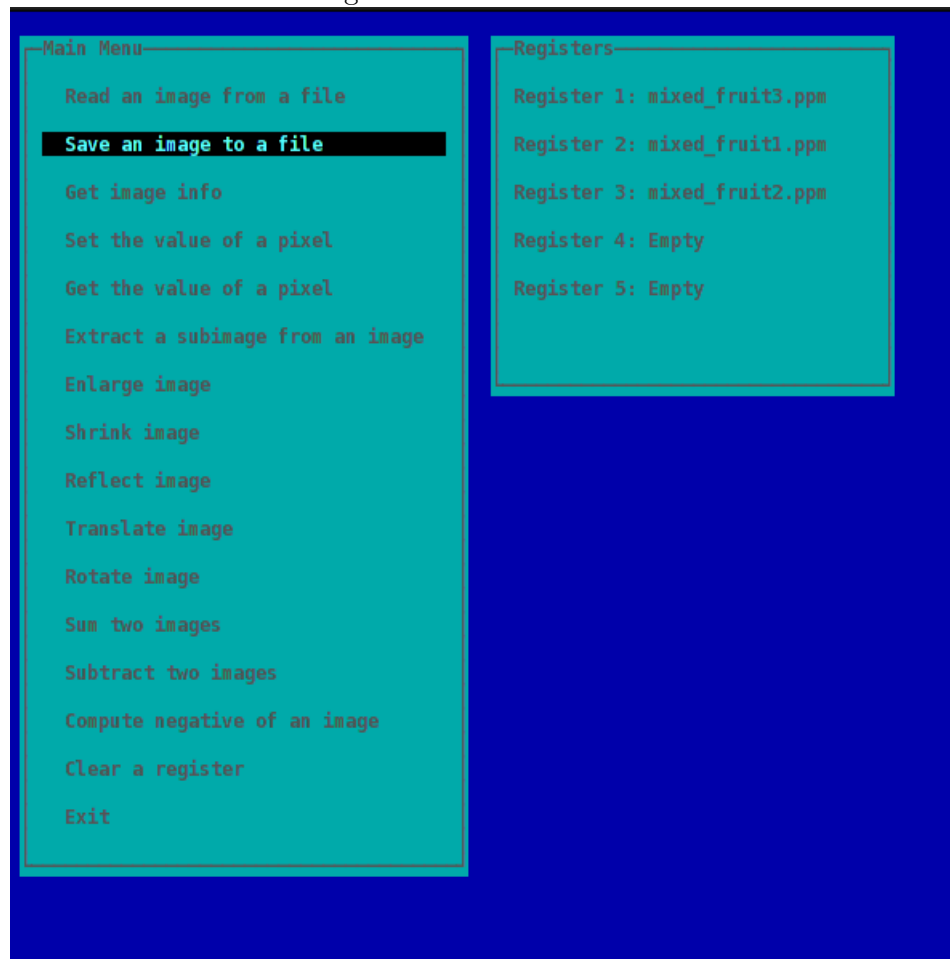 Main Menu
Read an image from a file
Save an image to a file
Get image info
Set the value of a pixel
Get the value of a pixel
Extract a subimage from an image
Enlarge image
Shrink image
Reflect image
Translate image
Rotate image
Sum two images
Subtract two images
Compute negative of an image
Clear a register
Exit
Registers
Register 1: mixed_fruit3.ppm
Register 2: mixed_fruit1.ppm
Register 3: mixed_fruit2.ppm
Register 4: Empty
Register 5: Empty